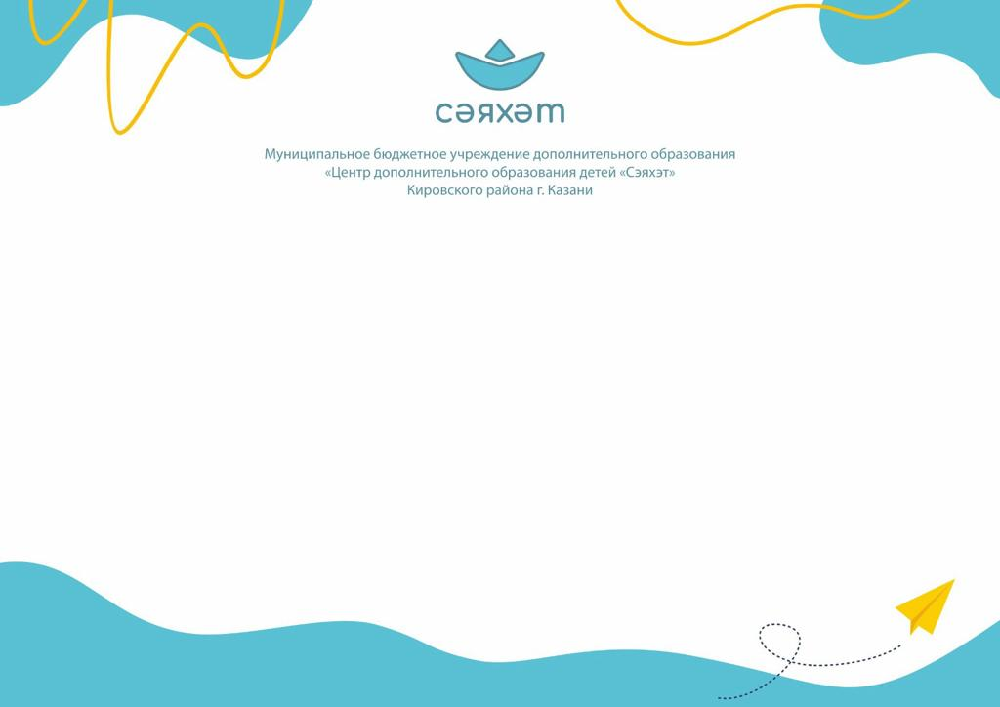 сәяхәт
Муниципальное бюджетное учреждение дополнительного образования
«Центр дополнительного образования детей «Сэяхэт»
Кировского района г. Казани